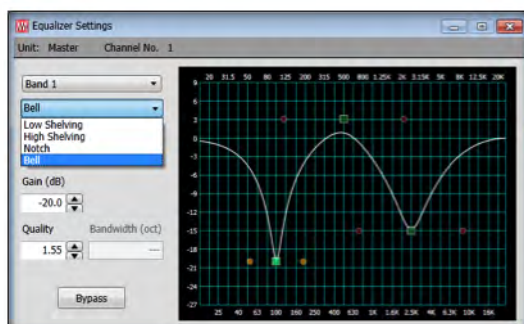 Equalizer Settings
Unit: Master Channel No. 1
Band 1
Bell
Low Shelving
High Shelving
Notch
Bell
Gain (dB)
-20.0
Quality Bandwidth (oct)
1.55 ---
Bypass
20 31.5 50 80 125 200 315 500 80 1.25K 2K 3.15K 5K 8K 12.5K 20K
9
6
3
0
-3
-6
-9
-12
-15
-18
-21
-24
-27
25 40 63 100 160 250 400 630 1K 1.6K 2.5K 4K 6.3K 10K 16K